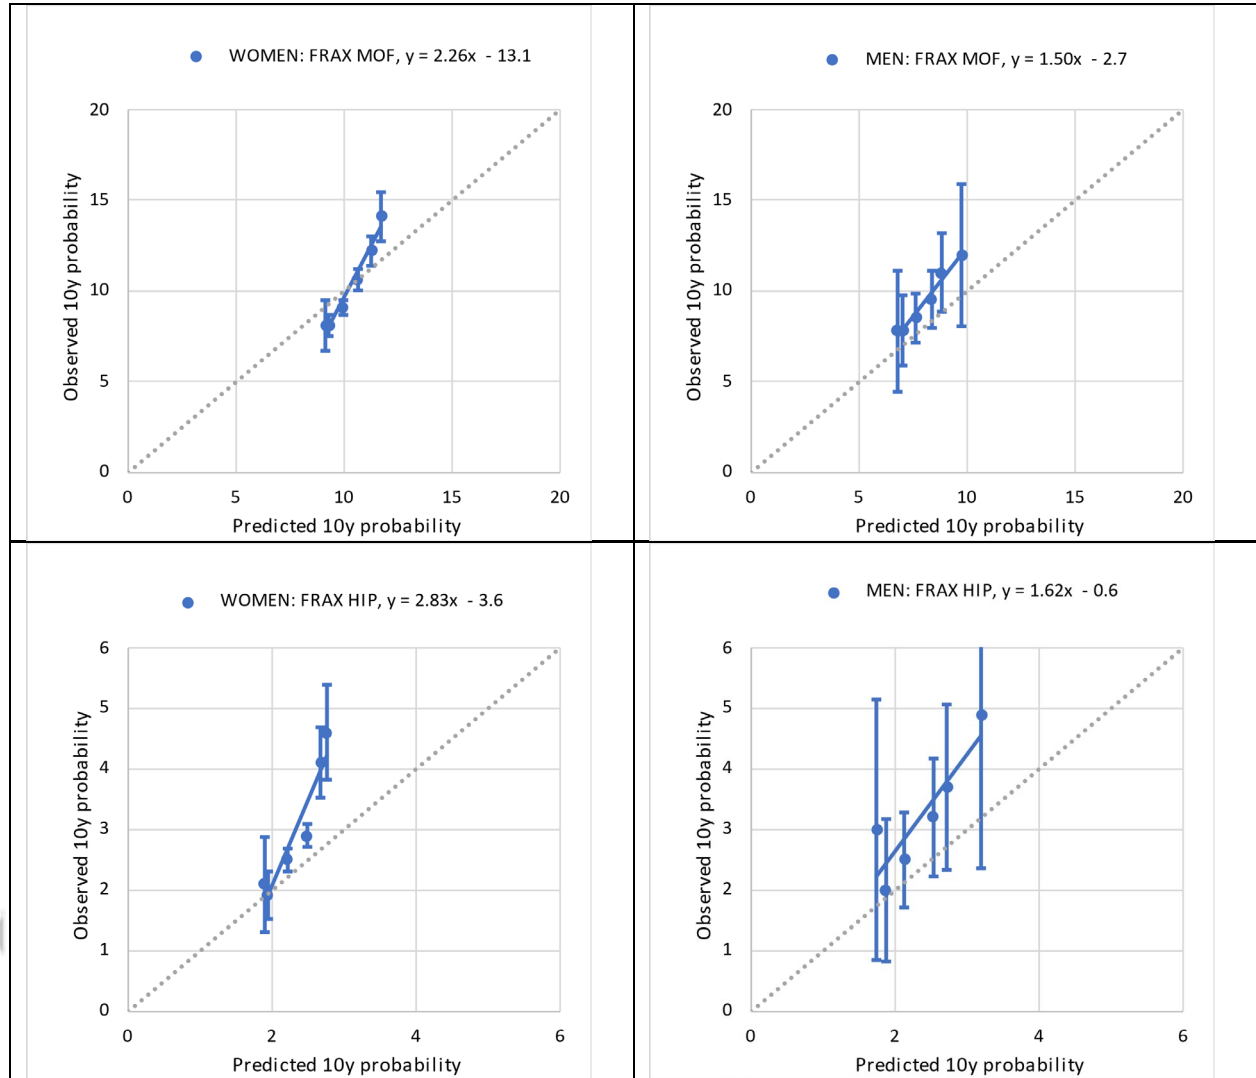 WOMEN: FRAX MOF, y = 2.26x - 13.1
20
15
10
5
0
0 5 10 15 20
Observed 10y probability
Predicted 10y probability
MEN: FRAX MOF, y = 1.50x - 2.7
20
15
10
5
0
0 5 10 15 20
Observed 10y probability
Predicted 10y probability
WOMEN: FRAX HIP, y = 2.83x - 3.6
6
5
4
3
2
1
0
0 2 4 6
Observed 10y probability
Predicted 10y probability
MEN: FRAX HIP, y = 1.62x - 0.6
6
5
4
3
2
1
0
0 2 4 6
Observed 10y probability
Predicted 10y probability